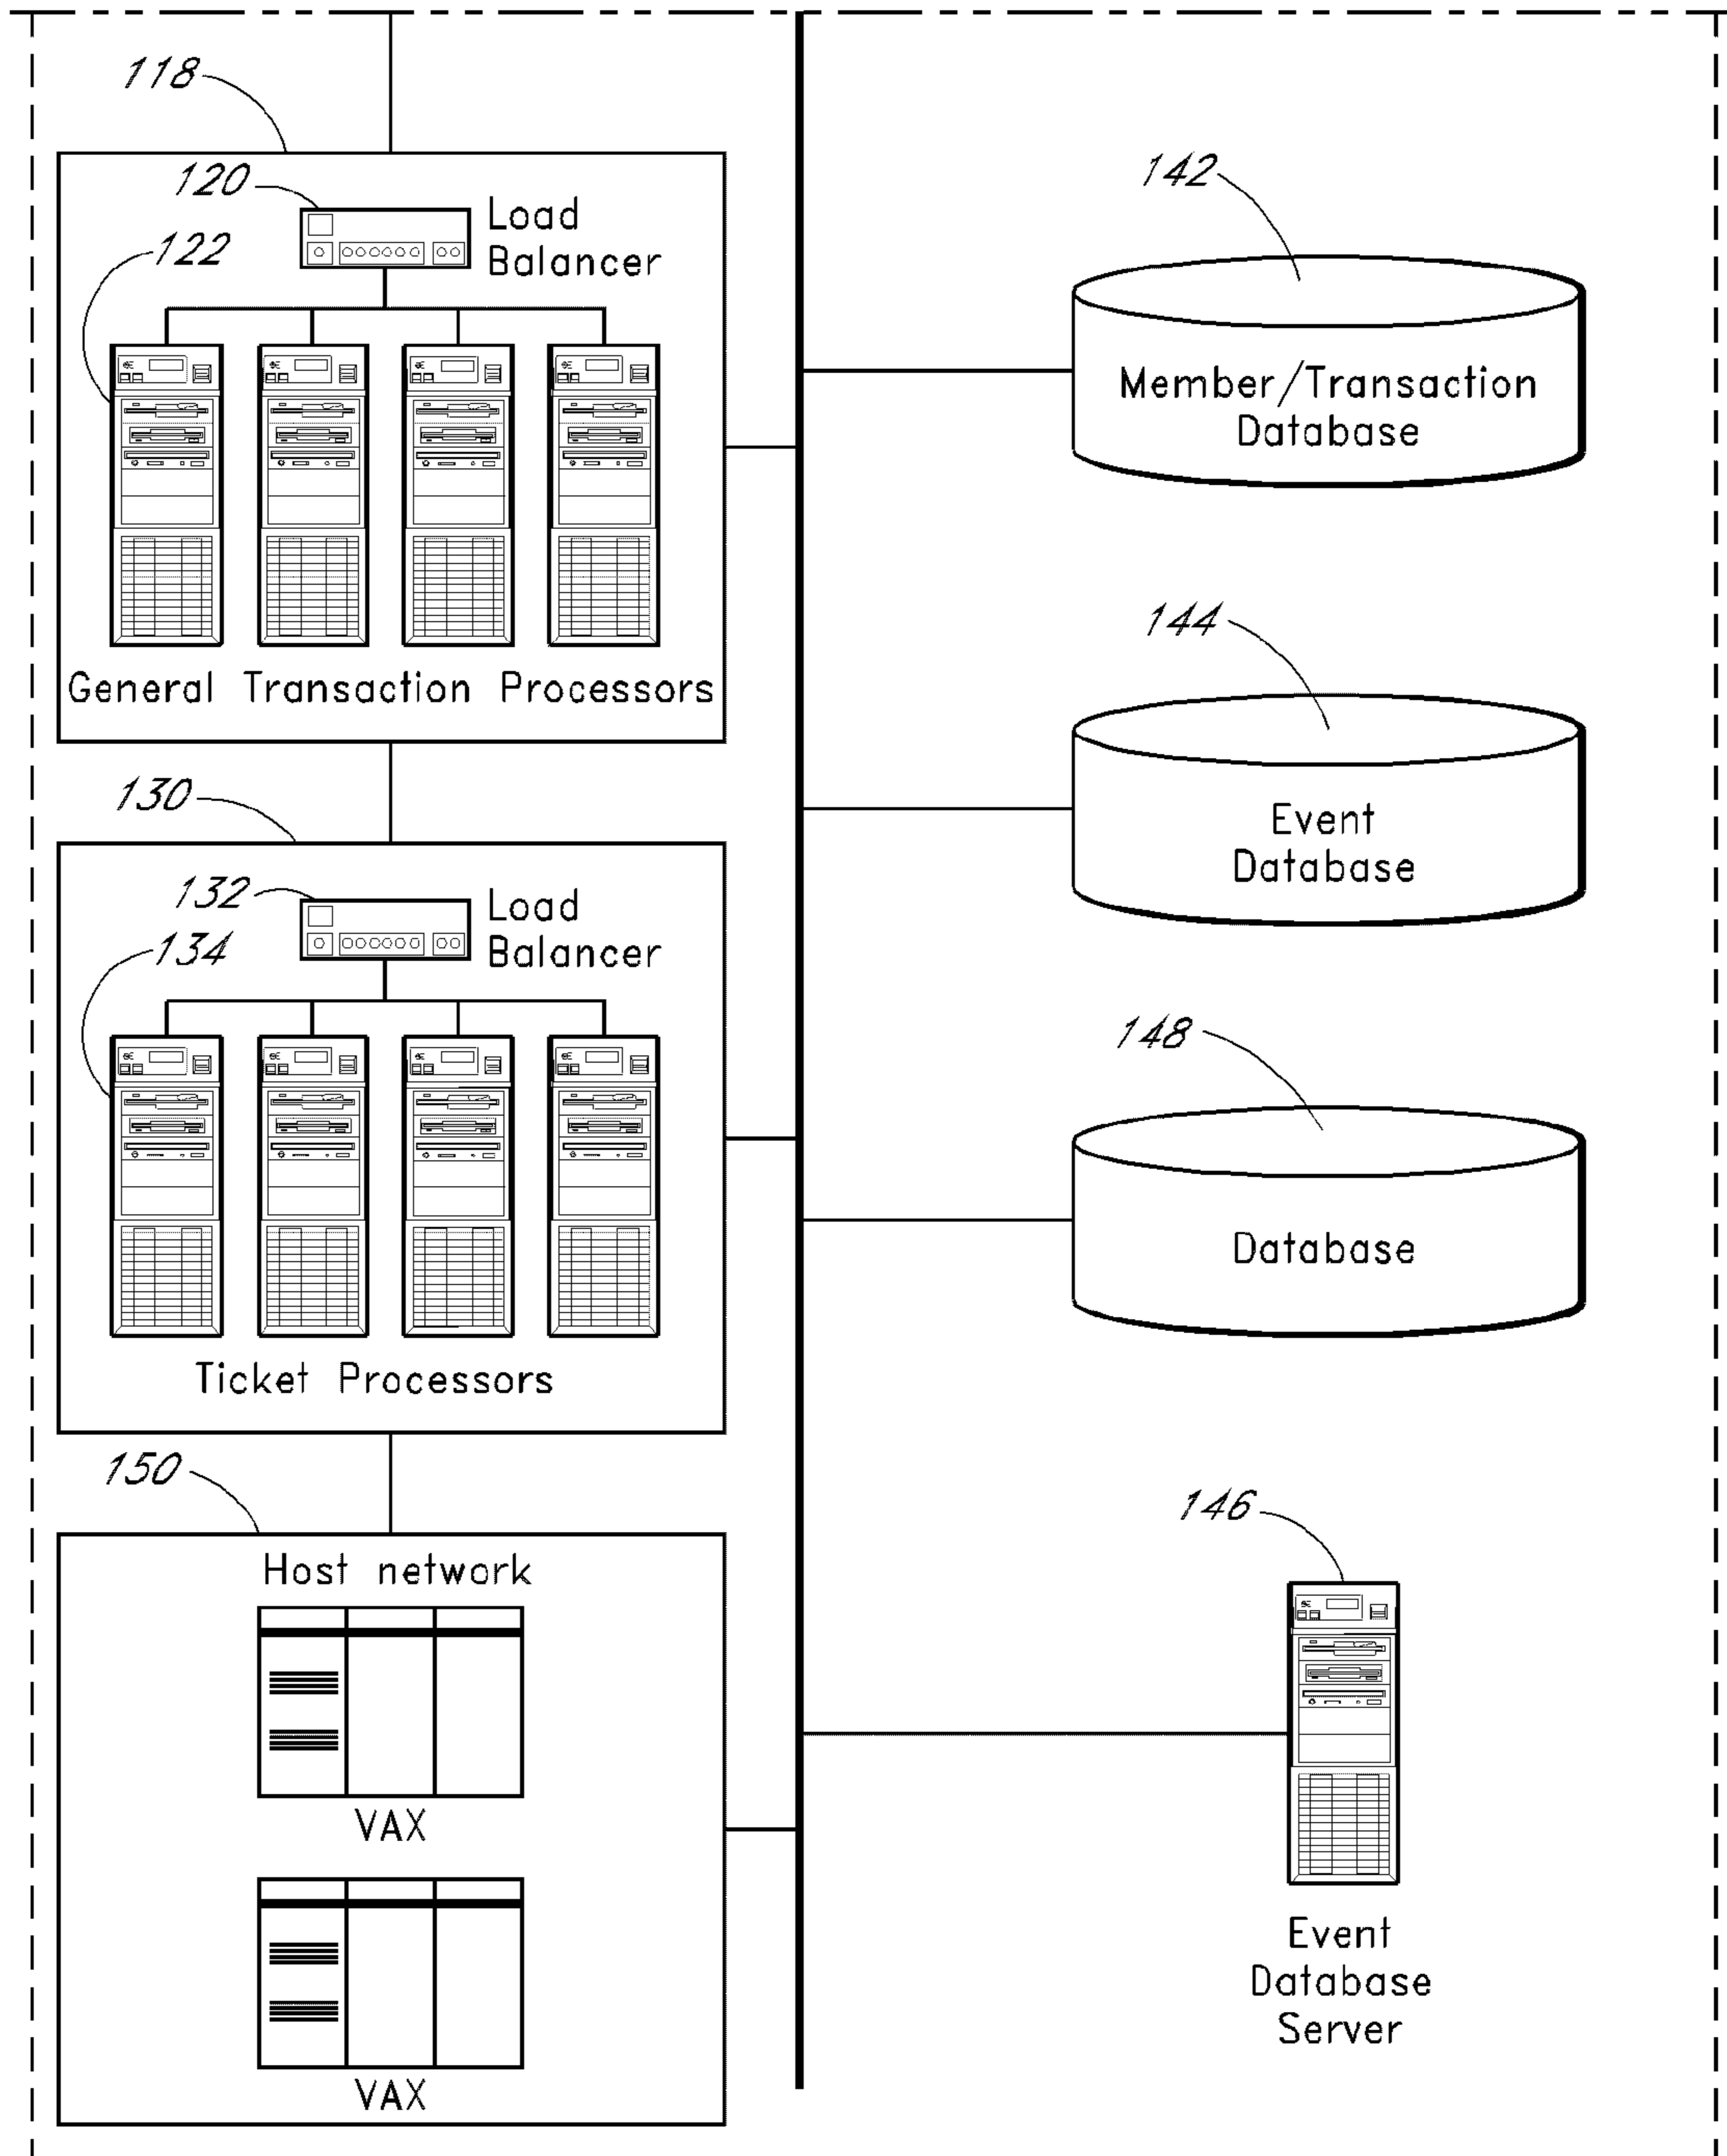 118
120
Load
Balancer
122
General Transaction Processors
130
132
Load
Balancer
134
Ticket Processors
150
Host network
VAX
VAX
142
Member/Transaction
Database
144
Event
Database
148
Database
146
Event
Database
Server